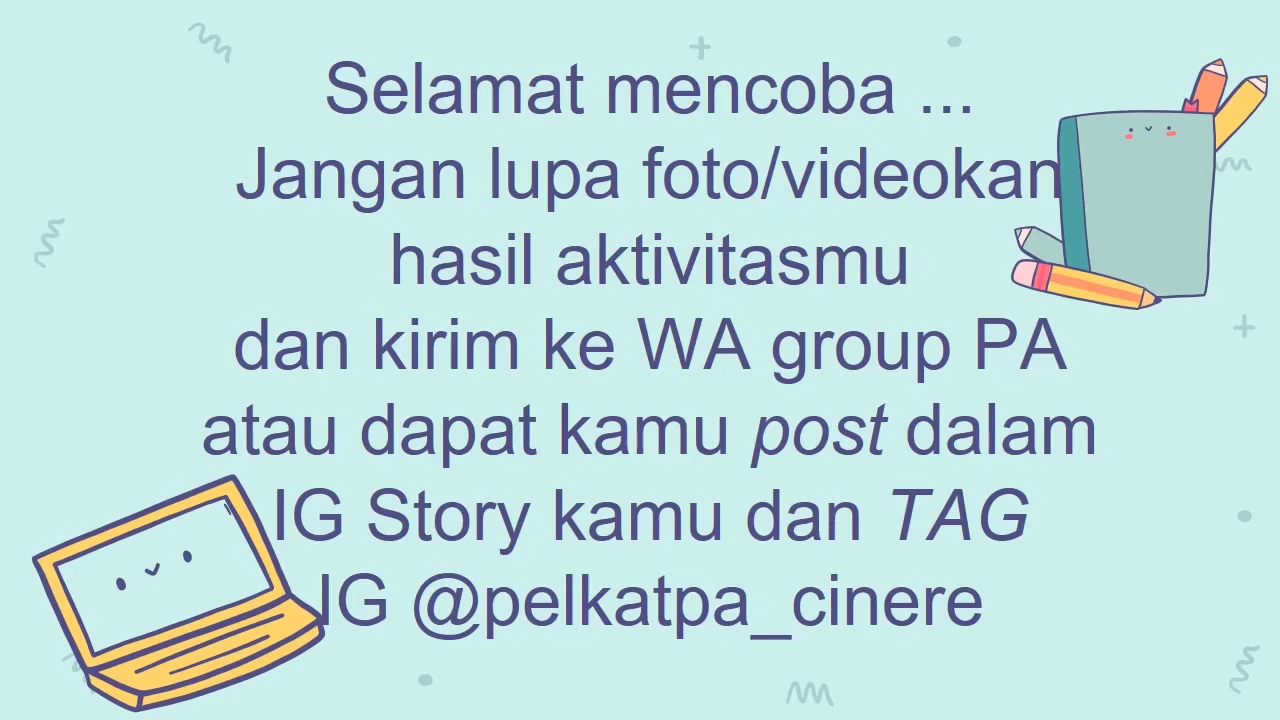 Selamat mencoba ...
Jangan lupa foto/videokan
hasil aktivitasmu
dan kirim ke WA group PA
atau dapat kamu post dalam
IG Story kamu dan TAG
IG @pelkatpa_cinere